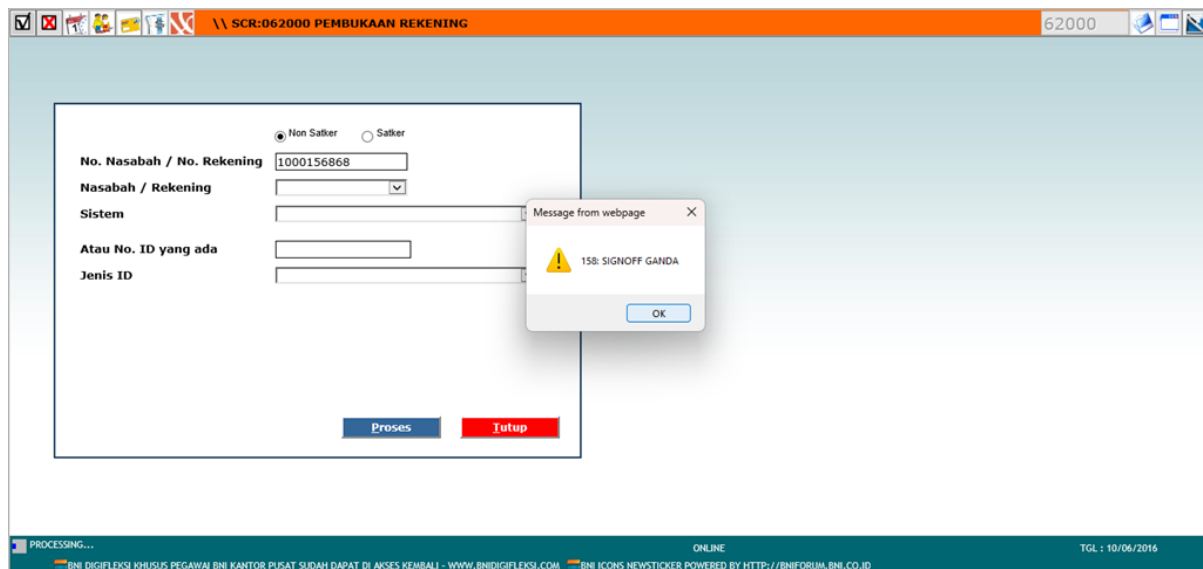 \\ SCR:062000 PEMBUKAAN REKENING
62000
Non Satker Satker
No. Nasabah / No. Rekening 1000156868
Nasabah / Rekening
Sistem
Message from webpage
158: SIGNOFF GANDA
OK
Atau No. ID yang ada
Jenis ID
Proses Tutup
PROCESSING... ONLINE TGL : 10/06/2016
BNI DIGIFLEKSI KHUSUS PEGAWAI BNI KANTOR PUSAT SUDAH DAPAT DI AKSES KEMBALI - WWW.BNIDIGIFLEKSI.COM BNI ICONS NEWSTICKER POWERED BY HTTP://BNIFORUM.BNI.CO.ID